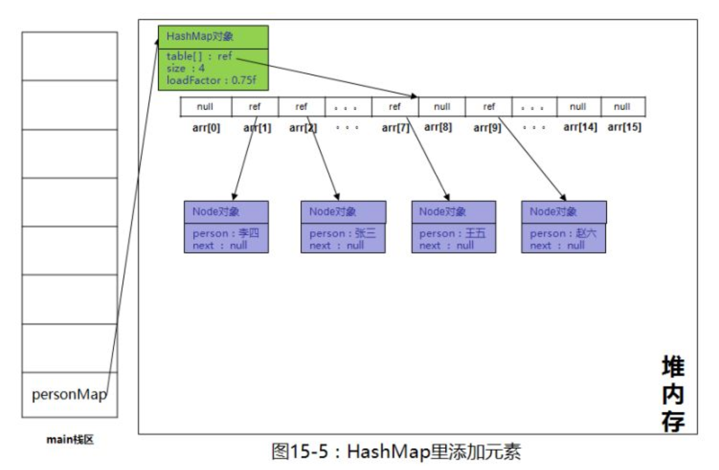 HashMap对象
table[] : ref
size : 4
loadFactor : 0.75f
null ref ref 。。。 ref null ref 。。。 null null
arr[0] arr[1] arr[2] 。。。 arr[7] arr[8] arr[9] 。。。 arr[14] arr[15]
Node对象 Node对象 Node对象 Node对象
person : 李四 person : 张三 person : 王五 person : 赵六
next : null next : null next : null next : null
personMap
main栈区
堆
内
存
图15-5：HashMap里添加元素